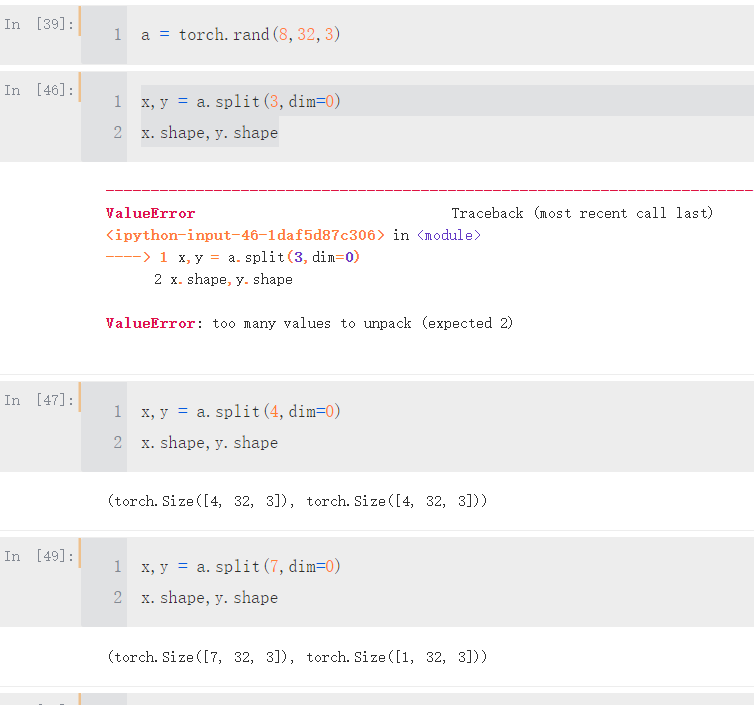 In [39]:
1 a = torch.rand(8,32,3)
In [46]:
1 x,y = a.split(3,dim=0)
2 x.shape,y.shape
---------------------------------------------------------------------------
ValueError Traceback (most recent call last)
<ipython-input-46-1daf5d87c306> in <module>
----> 1 x,y = a.split(3,dim=0)
2 x.shape,y.shape
ValueError: too many values to unpack (expected 2)
In [47]:
1 x,y = a.split(4,dim=0)
2 x.shape,y.shape
(torch.Size([4, 32, 3]), torch.Size([4, 32, 3]))
In [49]:
1 x,y = a.split(7,dim=0)
2 x.shape,y.shape
(torch.Size([7, 32, 3]), torch.Size([1, 32, 3]))